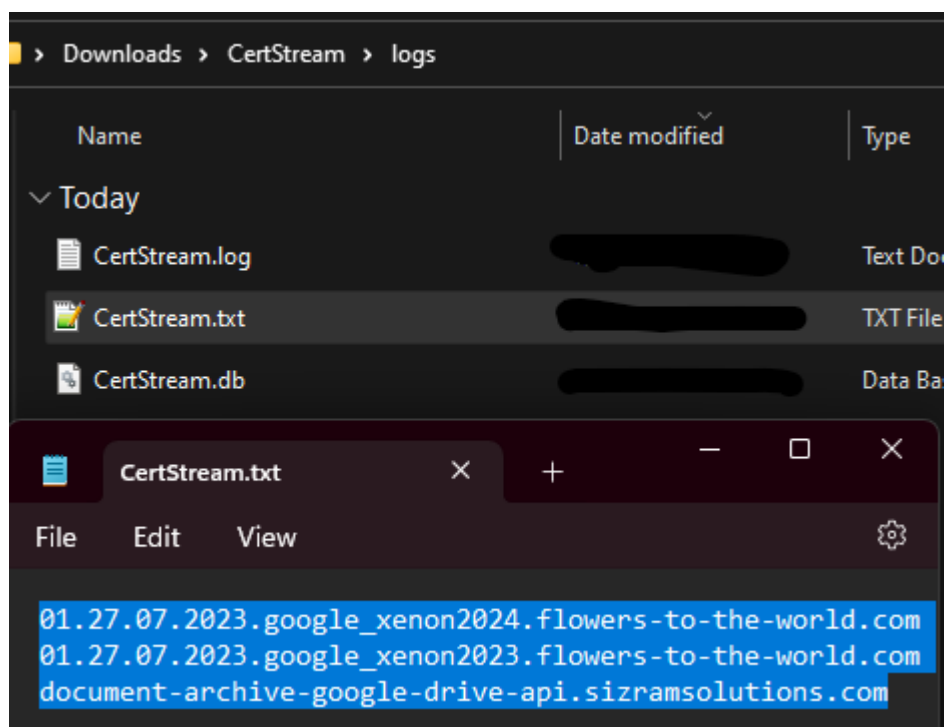 Downloads > CertStream > logs
Name Date modified Type
Today
CertStream.log Text Do
CertStream.txt TXT File
CertStream.db Data Ba
CertStream.txt
File Edit View
01.27.07.2023.google_xenon2024.flowers-to-the-world.com
01.27.07.2023.google_xenon2023.flowers-to-the-world.com
document-archive-google-drive-api.sizramsolutions.com